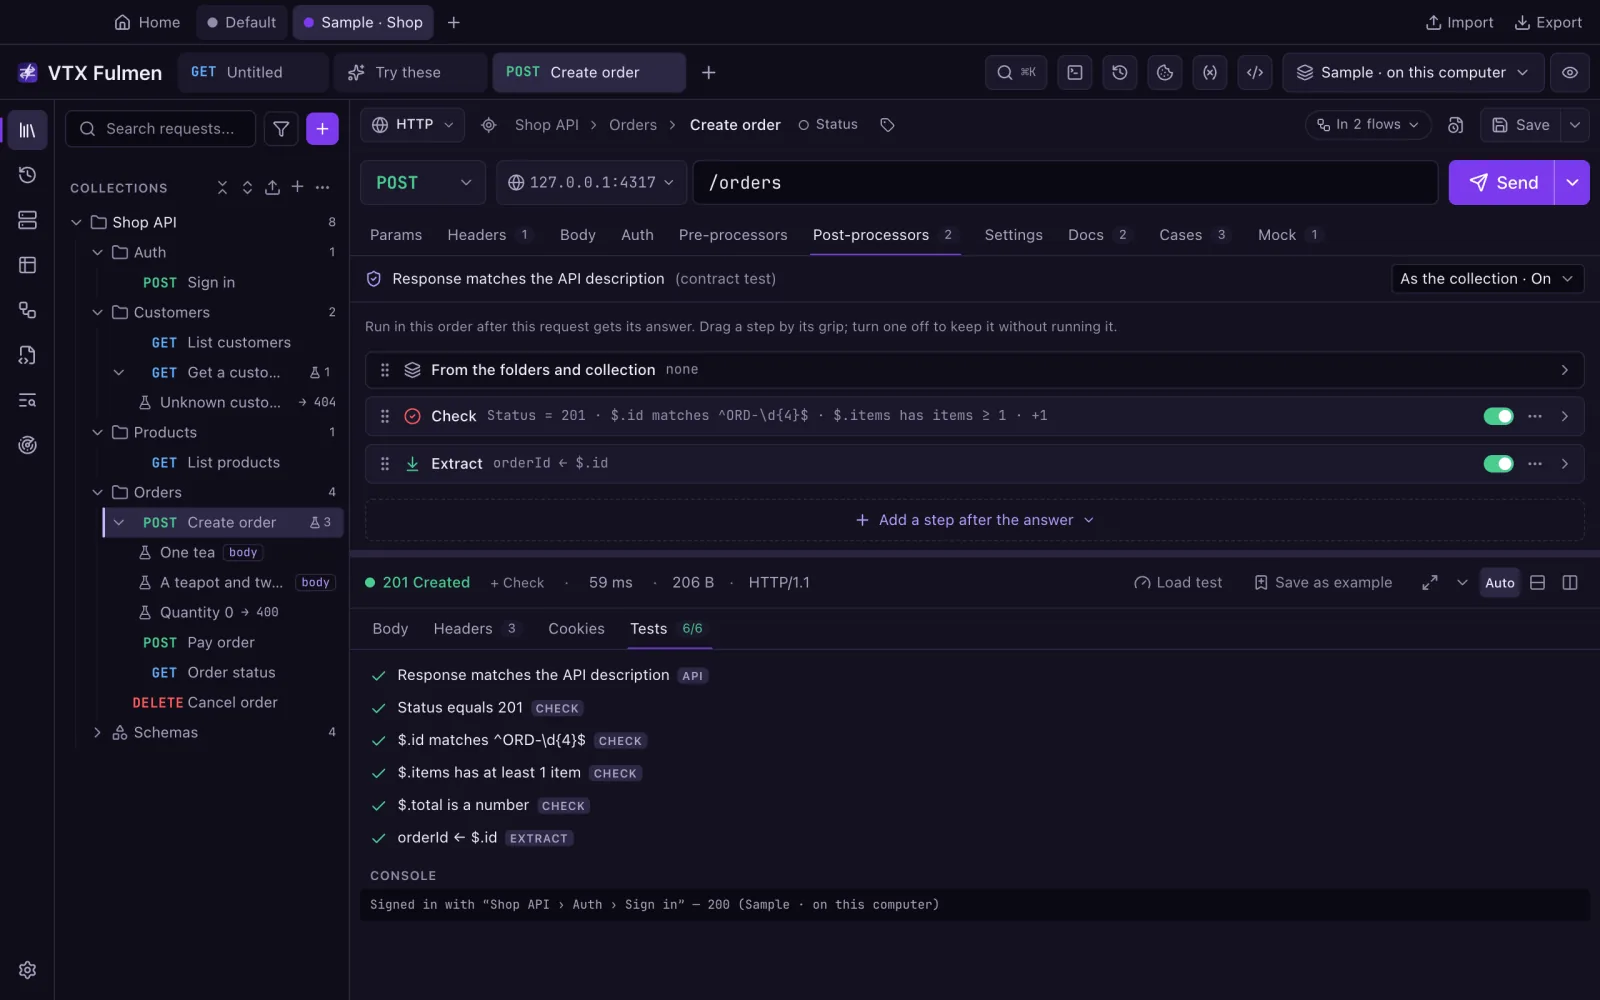 Home
Default
Sample · Shop
Import
Export
VTX Fulmen
GET Untitled
Try these
POST Create order
⌘K
Sample · on this computer
Search requests...
HTTP
Shop API > Orders > Create order
Status
In 2 flows
Save
COLLECTIONS
Shop API 8
Auth 1
POST Sign in
Customers 2
GET List customers
GET Get a custo... 1
Unknown custo... → 404
Products 1
GET List products
Orders 4
POST Create order 3
One tea body
A teapot and tw... body
Quantity 0 → 400
POST Pay order
GET Order status
DELETE Cancel order
Schemas 4
POST
127.0.0.1:4317
/orders
Send
Params
Headers 1
Body
Auth
Pre-processors
Post-processors 2
Settings
Docs 2
Cases 3
Mock 1
Response matches the API description (contract test)
As the collection · On
Run in this order after this request gets its answer. Drag a step by its grip; turn one off to keep it without running it.
From the folders and collection none
Check Status = 201 · $.id matches ^ORD-\d{4}$ · $.items has items ≥ 1 · +1
Extract orderId ← $.id
+ Add a step after the answer
201 Created + Check · 59 ms · 206 B · HTTP/1.1
Load test
Save as example
Auto
Body
Headers 3
Cookies
Tests 6/6
Response matches the API description API
Status equals 201 CHECK
$.id matches ^ORD-\d{4}$ CHECK
$.items has at least 1 item CHECK
$.total is a number CHECK
orderId ← $.id EXTRACT
CONSOLE
Signed in with “Shop API › Auth › Sign in” — 200 (Sample · on this computer)